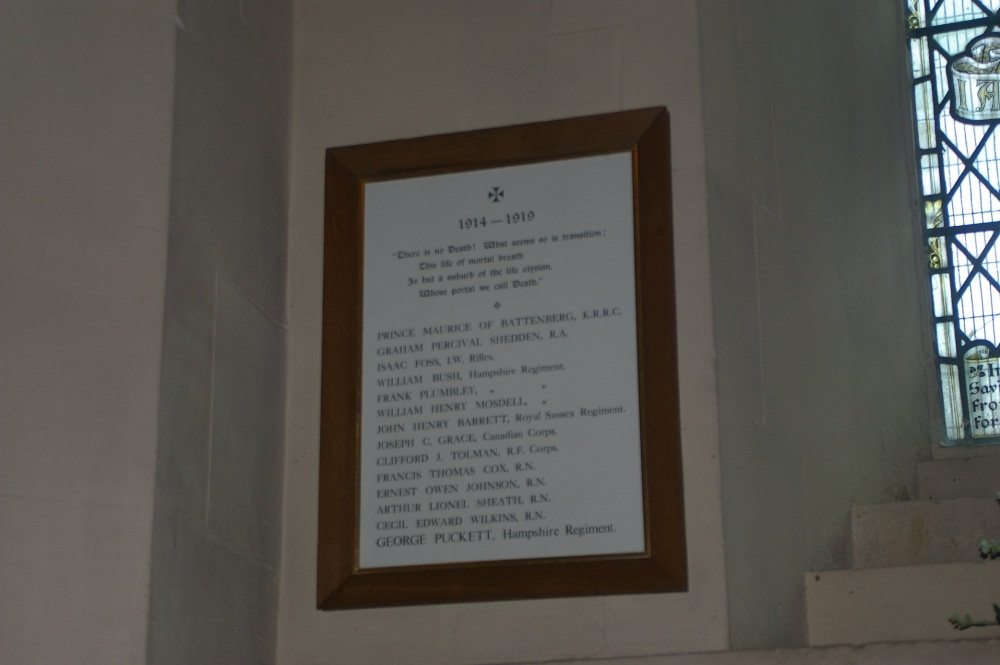 1914 — 1919
"There is no Death! What seems so is transition;
This life of mortal breath
Is but a suburb of the life elysian.
Whose portal we call Death."
PRINCE MAURICE OF BATTENBERG, K.R.R.C.
GRAHAM PERCIVAL SHEDDEN, R.A.
ISAAC FOSS, I.W. Rifles.
WILLIAM BUSH, Hampshire Regiment.
FRANK PLUMBLEY, „ „
WILLIAM HENRY MOSDELL, „
JOHN HENRY BARRETT, Royal Sussex Regiment.
JOSEPH C. GRACE, Canadian Corps.
CLIFFORD J. TOLMAN, R.F. Corps.
FRANCIS THOMAS COX, R.N.
ERNEST OWEN JOHNSON, R.N.
ARTHUR LIONEL SHEATH, R.N.
CECIL EDWARD WILKINS, R.N.
GEORGE PUCKETT, Hampshire Regiment.